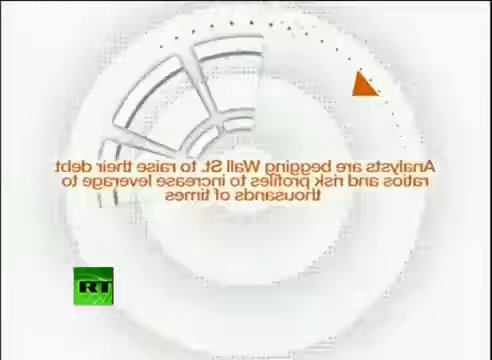 Analysts are begging Wall St. to raise their debt
ratios and risk profiles to increase leverage to
thousands of times
RT